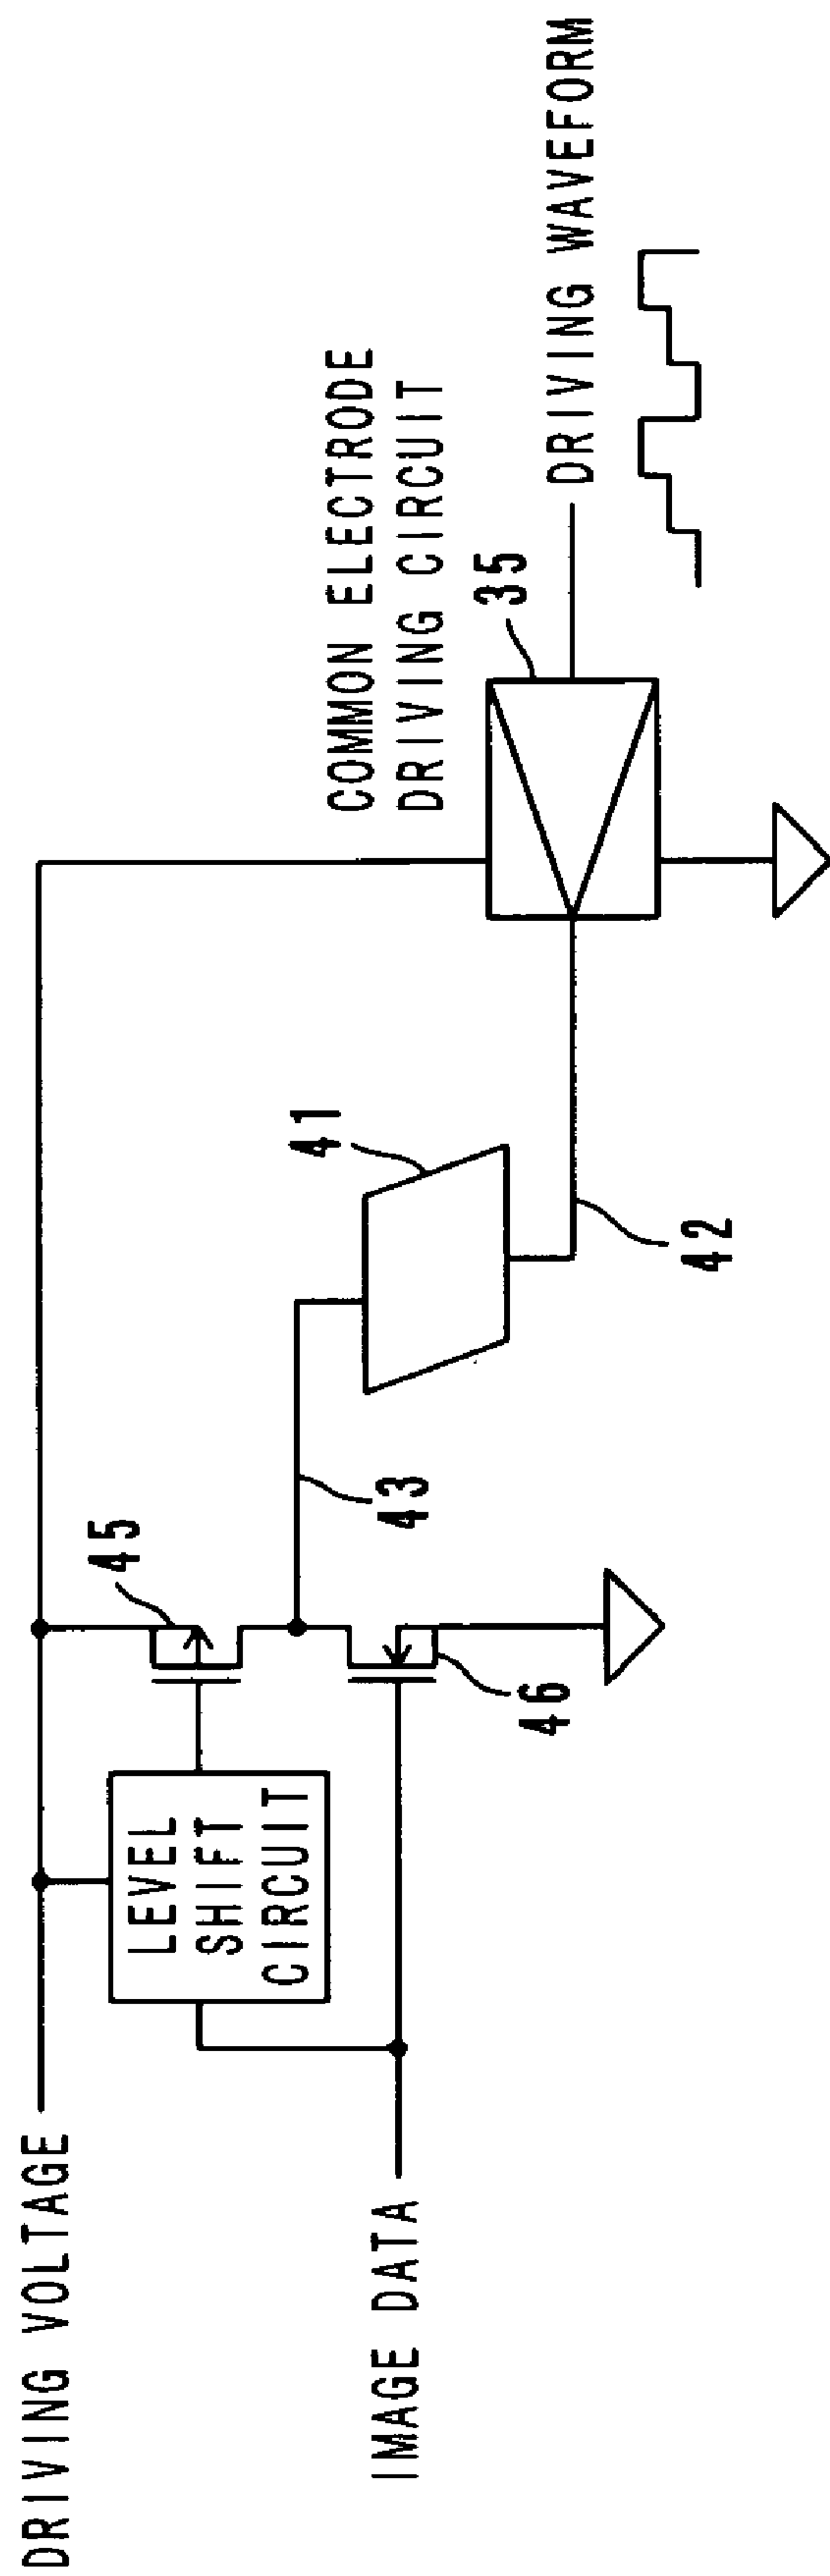 DRIVING VOLTAGE
LEVEL
SHIFT
CIRCUIT
45
43
41
42
46
IMAGE DATA
COMMON ELECTRODE
DRIVING CIRCUIT
35
DRIVING WAVEFORM